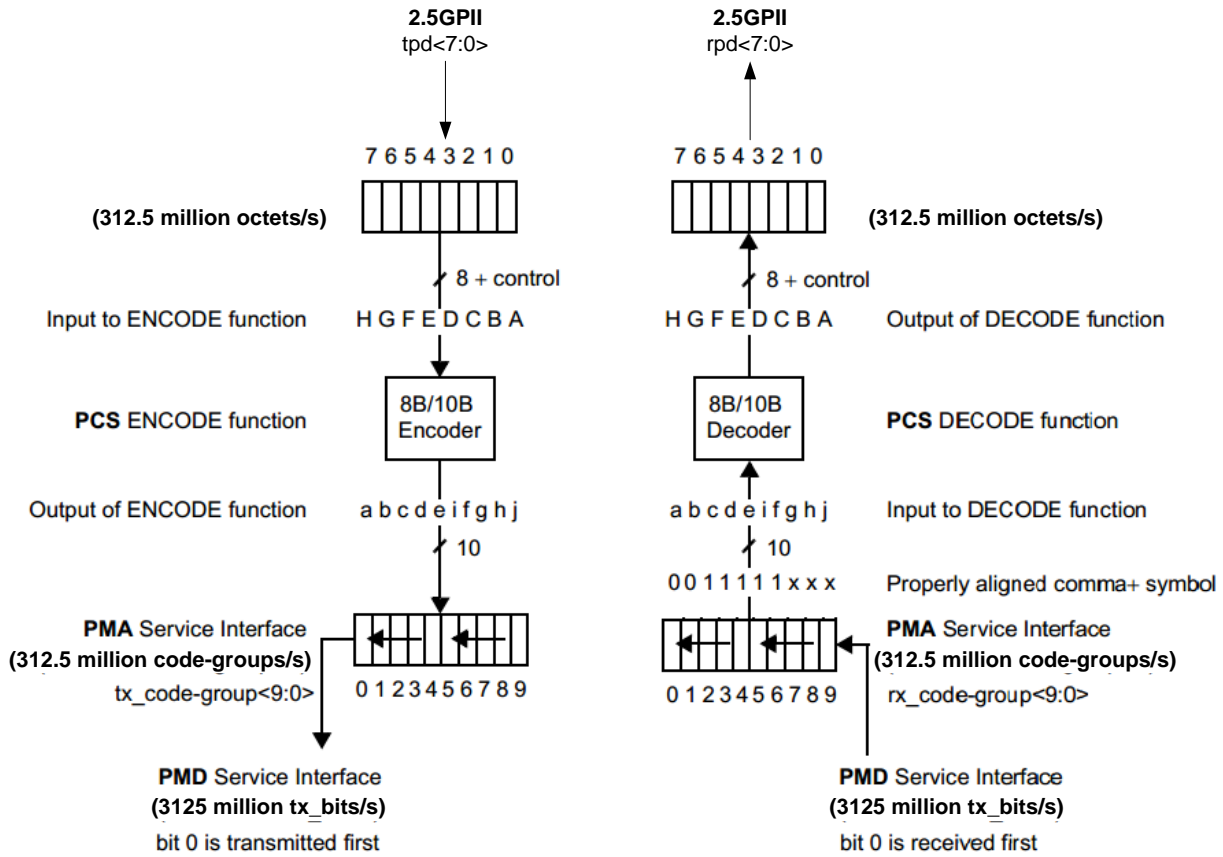 2.5GPII
tpd<7:0>
7 6 5 4 3 2 1 0
(312.5 million octets/s)
8 + control
Input to ENCODE function
H G F E D C B A
PCS ENCODE function
8B/10B
Encoder
Output of ENCODE function
a b c d e i f g h j
10
PMA Service Interface
(312.5 million code-groups/s)
tx_code-group<9:0>
0 1 2 3 4 5 6 7 8 9
PMD Service Interface
(3125 million tx_bits/s)
bit 0 is transmitted first
2.5GPII
rpd<7:0>
7 6 5 4 3 2 1 0
(312.5 million octets/s)
8 + control
H G F E D C B A
Output of DECODE function
8B/10B
Decoder
PCS DECODE function
a b c d e i f g h j
Input to DECODE function
10
0 0 1 1 1 1 1 x x x
Properly aligned comma+ symbol
PMA Service Interface
(312.5 million code-groups/s)
0 1 2 3 4 5 6 7 8 9
rx_code-group<9:0>
PMD Service Interface
(3125 million tx_bits/s)
bit 0 is received first